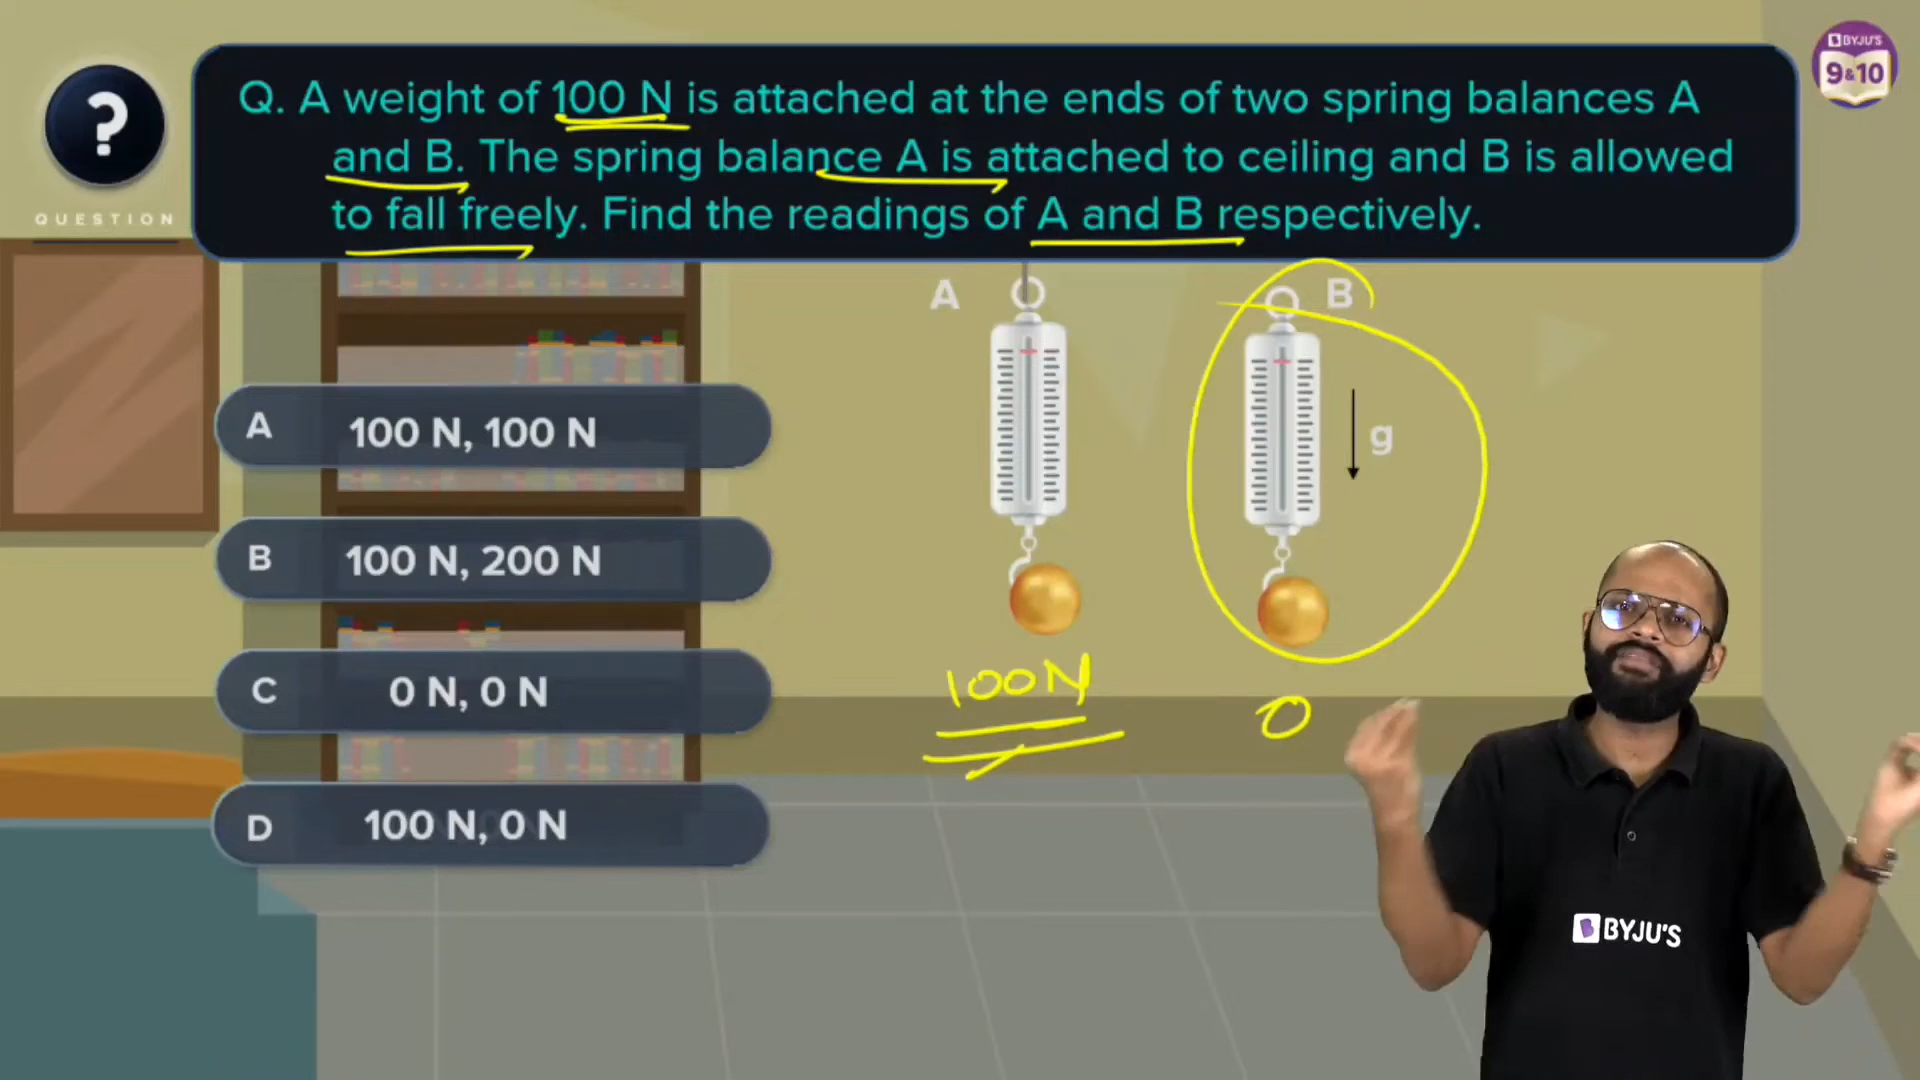 BYJU'S
9&10
?
QUESTION
Q. A weight of 100 N is attached at the ends of two spring balances A
and B. The spring balance A is attached to ceiling and B is allowed
to fall freely. Find the readings of A and B respectively.
A
B
g
A 100 N, 100 N
B 100 N, 200 N
C 0 N, 0 N
D 100 N, 0 N
100N
0
BYJU'S